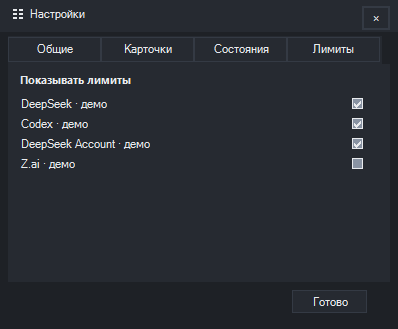 Настройки
×
Общие Карточки Состояния Лимиты
Показывать лимиты
DeepSeek · демо
Codex · демо
DeepSeek Account · демо
Z.ai · демо
Готово